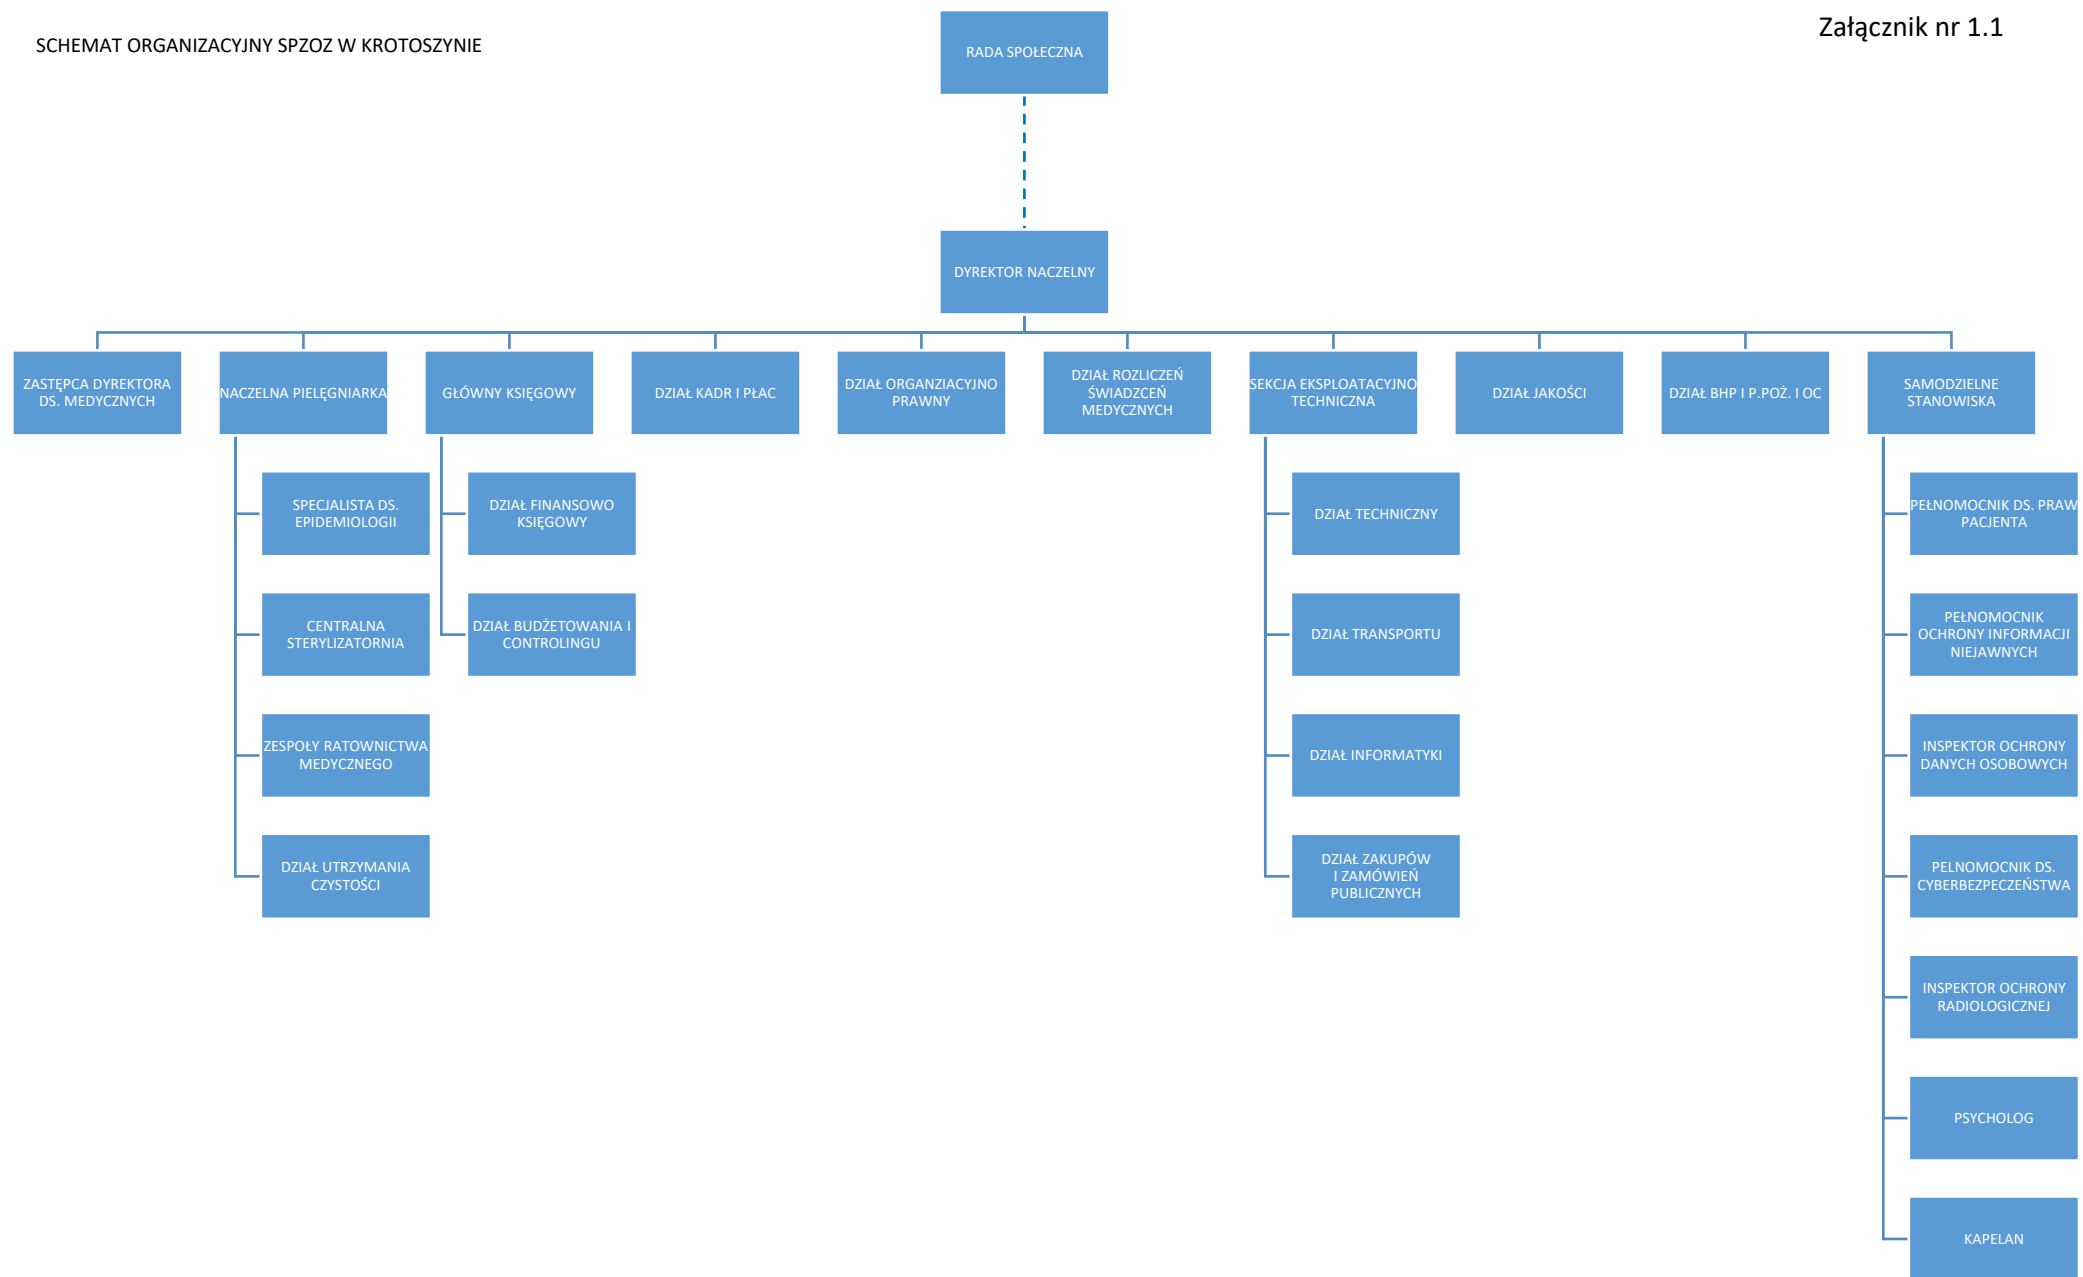 SCHEMAT ORGANIZACYJNY SPZOZ W KROTOSZYNIE
Załącznik nr 1.1
RADA SPOŁECZNA
DYREKTOR NACZELNY
ZASTĘPCA DYREKTORA
DS. MEDYCZNYCH
NACZELNA PIELĘGNIARKA
GŁÓWNY KSIĘGOWY
DZIAŁ KADR I PŁAC
DZIAŁ ORGANZIACYJNO
PRAWNY
DZIAŁ ROZLICZEŃ
ŚWIADZCEŃ
MEDYCZNYCH
SEKCJA EKSPLOATACYJNO
TECHNICZNA
DZIAŁ JAKOŚCI
DZIAŁ BHP I P.POŻ. I OC
SAMODZIELNE
STANOWISKA
SPECJALISTA DS.
EPIDEMIOLOGII
CENTRALNA
STERYLIZATORNIA
ZESPOŁY RATOWNICTWA
MEDYCZNEGO
DZIAŁ UTRZYMANIA
CZYSTOŚCI
DZIAŁ FINANSOWO
KSIĘGOWY
DZIAŁ BUDŻETOWANIA I
CONTROLINGU
DZIAŁ TECHNICZNY
DZIAŁ TRANSPORTU
DZIAŁ INFORMATYKI
DZIAŁ ZAKUPÓW
I ZAMÓWIEŃ
PUBLICZNYCH
PEŁNOMOCNIK DS. PRAW
PACJENTA
PEŁNOMOCNIK
OCHRONY INFORMACJI
NIEJAWNYCH
INSPEKTOR OCHRONY
DANYCH OSOBOWYCH
PELNOMOCNIK DS.
CYBERBEZPECZEŃSTWA
INSPEKTOR OCHRONY
RADIOLOGICZNEJ
PSYCHOLOG
KAPELAN